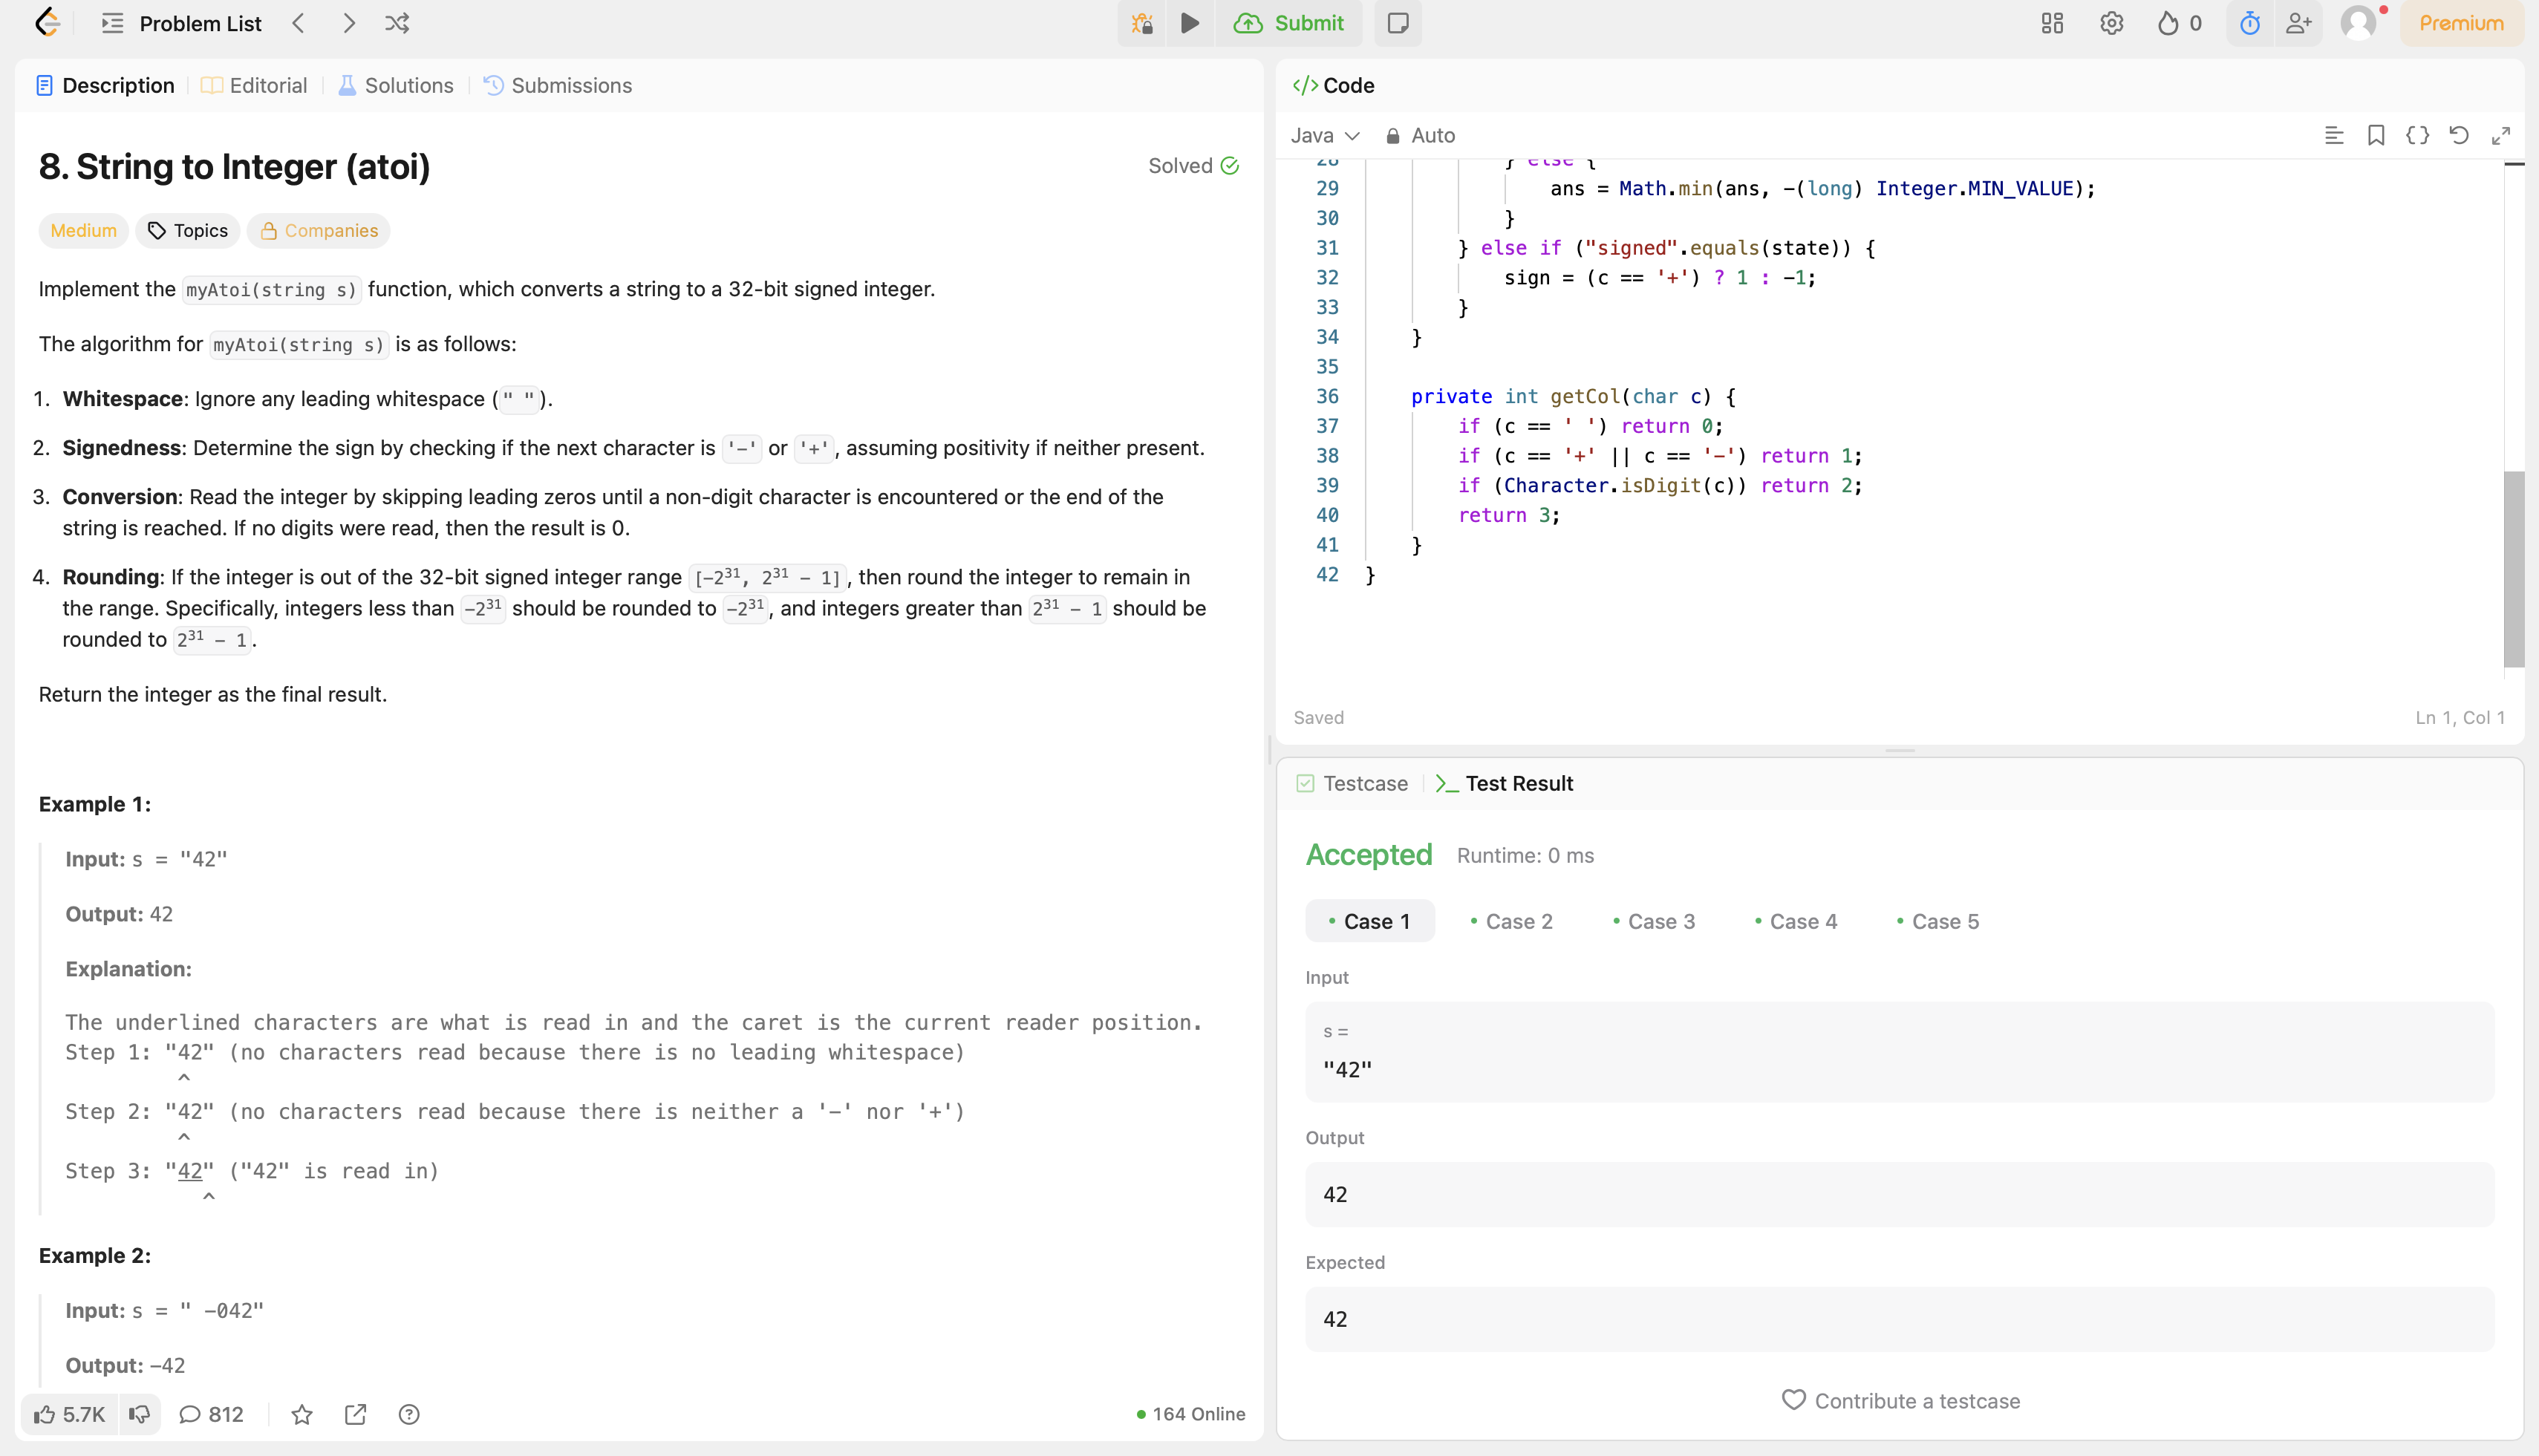 Problem List
Submit
0
Premium
Description
Editorial
Solutions
Submissions
8. String to Integer (atoi)
Solved
Medium
Topics
Companies
Implement the myAtoi(string s) function, which converts a string to a 32-bit signed integer.
The algorithm for myAtoi(string s) is as follows:
1. Whitespace: Ignore any leading whitespace (" ").
2. Signedness: Determine the sign by checking if the next character is '-' or '+', assuming positivity if neither present.
3. Conversion: Read the integer by skipping leading zeros until a non-digit character is encountered or the end of the
string is reached. If no digits were read, then the result is 0.
4. Rounding: If the integer is out of the 32-bit signed integer range [-2³¹, 2³¹ - 1], then round the integer to remain in
the range. Specifically, integers less than -2³¹ should be rounded to -2³¹, and integers greater than 2³¹ - 1 should be
rounded to 2³¹ - 1.
Return the integer as the final result.
Example 1:
Input: s = "42"
Output: 42
Explanation:
The underlined characters are what is read in and the caret is the current reader position.
Step 1: "42" (no characters read because there is no leading whitespace)
^
Step 2: "42" (no characters read because there is neither a '-' nor '+')
^
Step 3: "42" ("42" is read in)
^
Example 2:
Input: s = " -042"
Output: -42
5.7K
812
164 Online
</> Code
Java
Auto
28 } else {
29 ans = Math.min(ans, -(long) Integer.MIN_VALUE);
30 }
31 } else if ("signed".equals(state)) {
32 sign = (c == '+') ? 1 : -1;
33 }
34 }
35
36 private int getCol(char c) {
37 if (c == ' ') return 0;
38 if (c == '+' || c == '-') return 1;
39 if (Character.isDigit(c)) return 2;
40 return 3;
41 }
42 }
Saved
Ln 1, Col 1
Testcase
>_ Test Result
Accepted
Runtime: 0 ms
Case 1
Case 2
Case 3
Case 4
Case 5
Input
s =
"42"
Output
42
Expected
42
Contribute a testcase